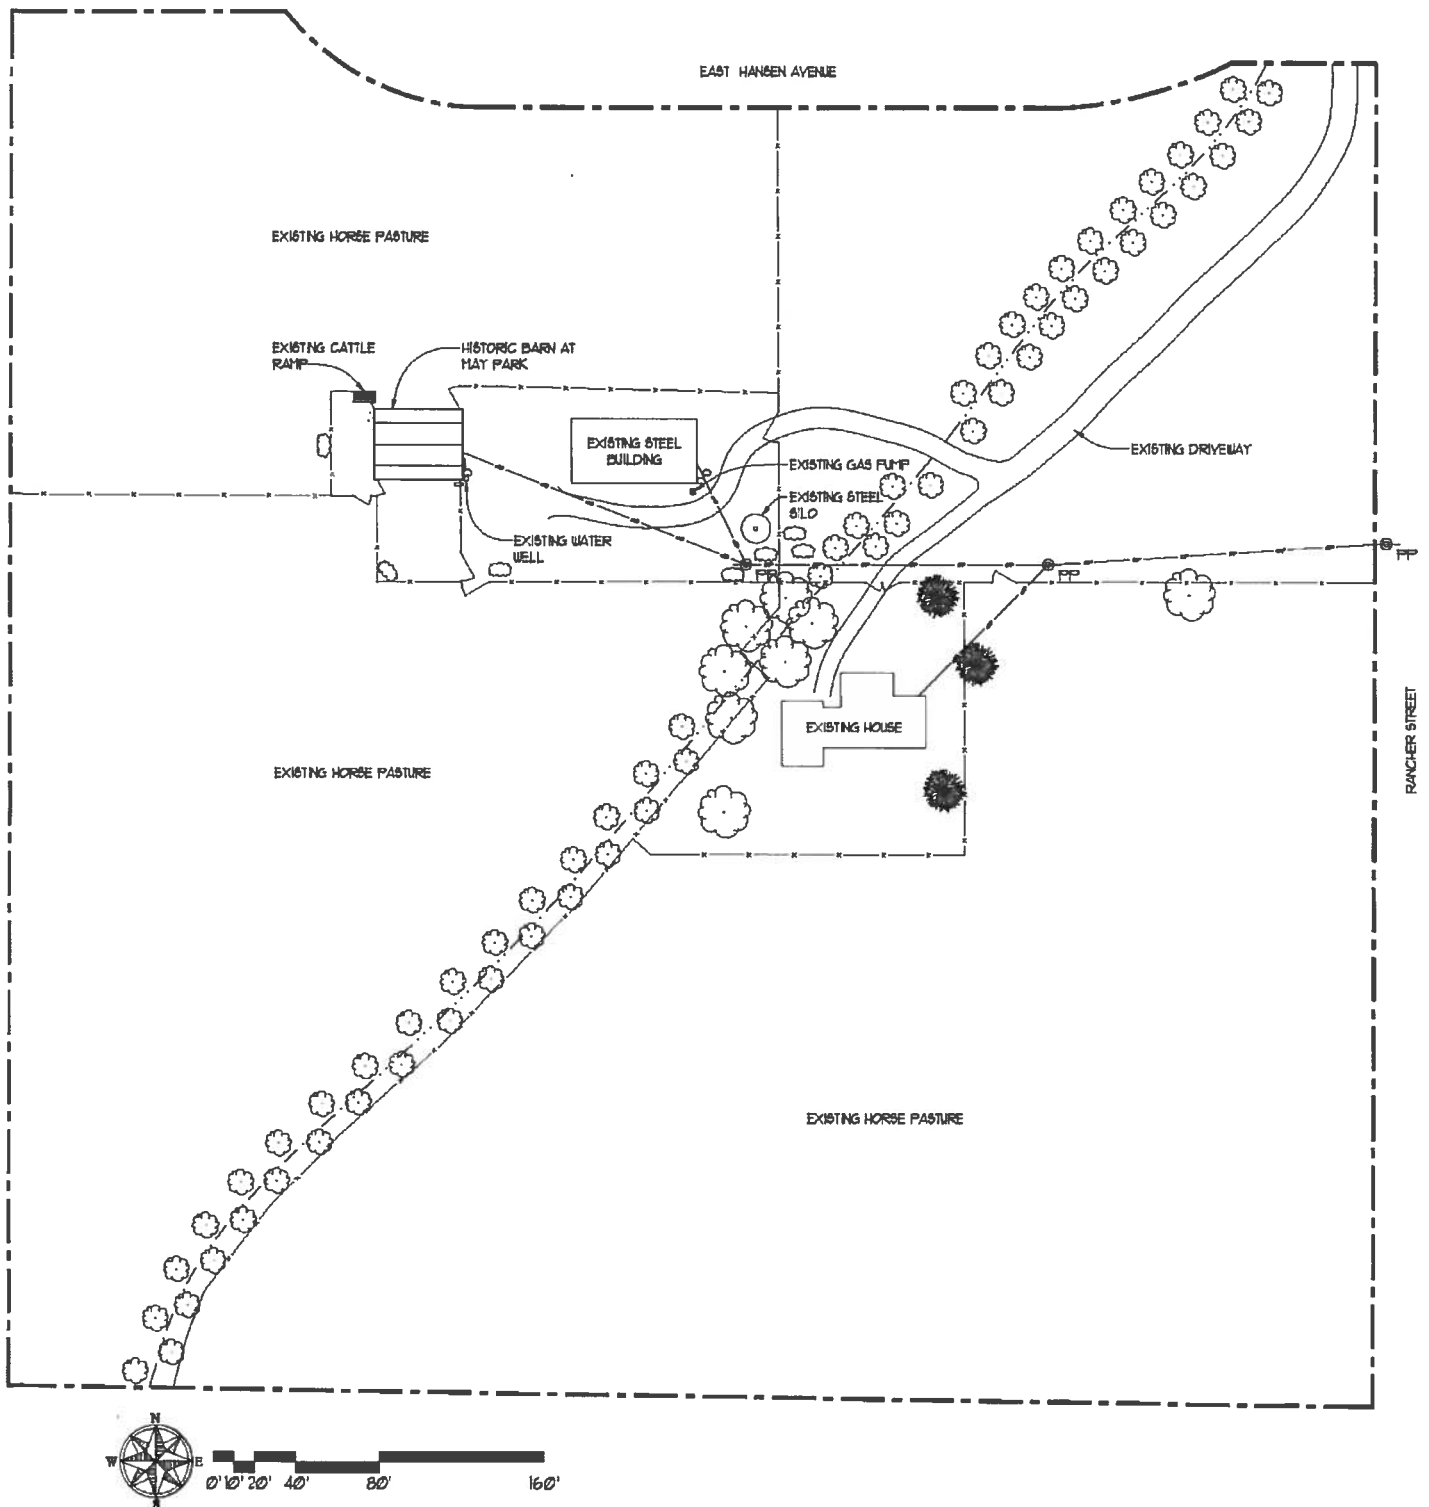 EAST HANSEN AVENUE
EXISTING HORSE PASTURE
EXISTING CATTLE
RAMP
HISTORIC BARN AT
MAY PARK
EXISTING STEEL
BUILDING
EXISTING GAS PUMP
EXISTING DRIVEWAY
EXISTING STEEL
SILO
EXISTING WATER
WELL
PP
PP
PP
RANCHER STREET
EXISTING HOUSE
EXISTING HORSE PASTURE
EXISTING HORSE PASTURE
N
W E
S
0' 10' 20' 40' 80' 160'